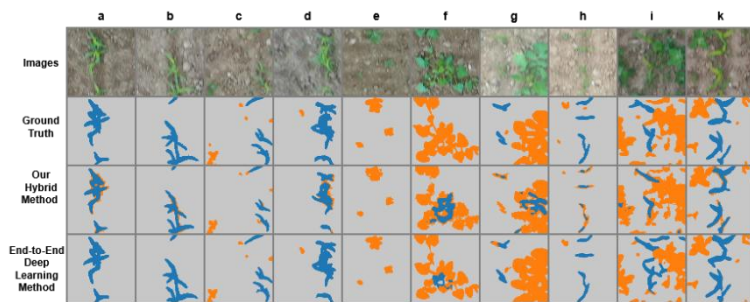 a b c d e f g h i k
Images
Ground
Truth
Our
Hybrid
Method
End-to-End
Deep
Learning
Method